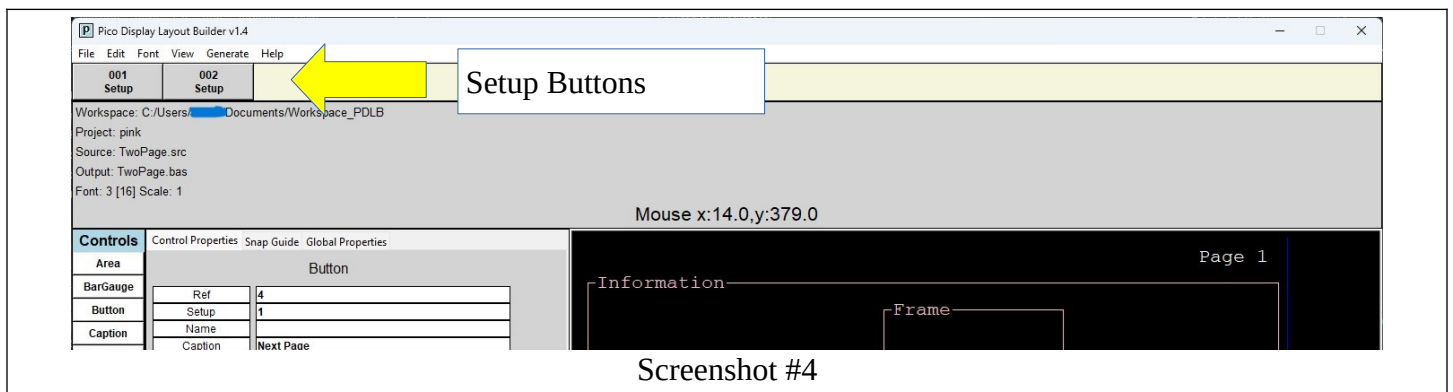 Pico Display Layout Builder v1.4
File Edit Font View Generate Help
001 Setup
002 Setup
Setup Buttons
Workspace: C:/Users/ Documents/Workspace_PDLB
Project: pink
Source: TwoPage.src
Output: TwoPage.bas
Font: 3 [16] Scale: 1
Mouse x:14.0,y:379.0
Controls
Control Properties Snap Guide Global Properties
Area
BarGauge
Button
Caption
Button
Ref 4
Setup 1
Name
Caption Next Page
Page 1
Information
Frame
Screenshot #4